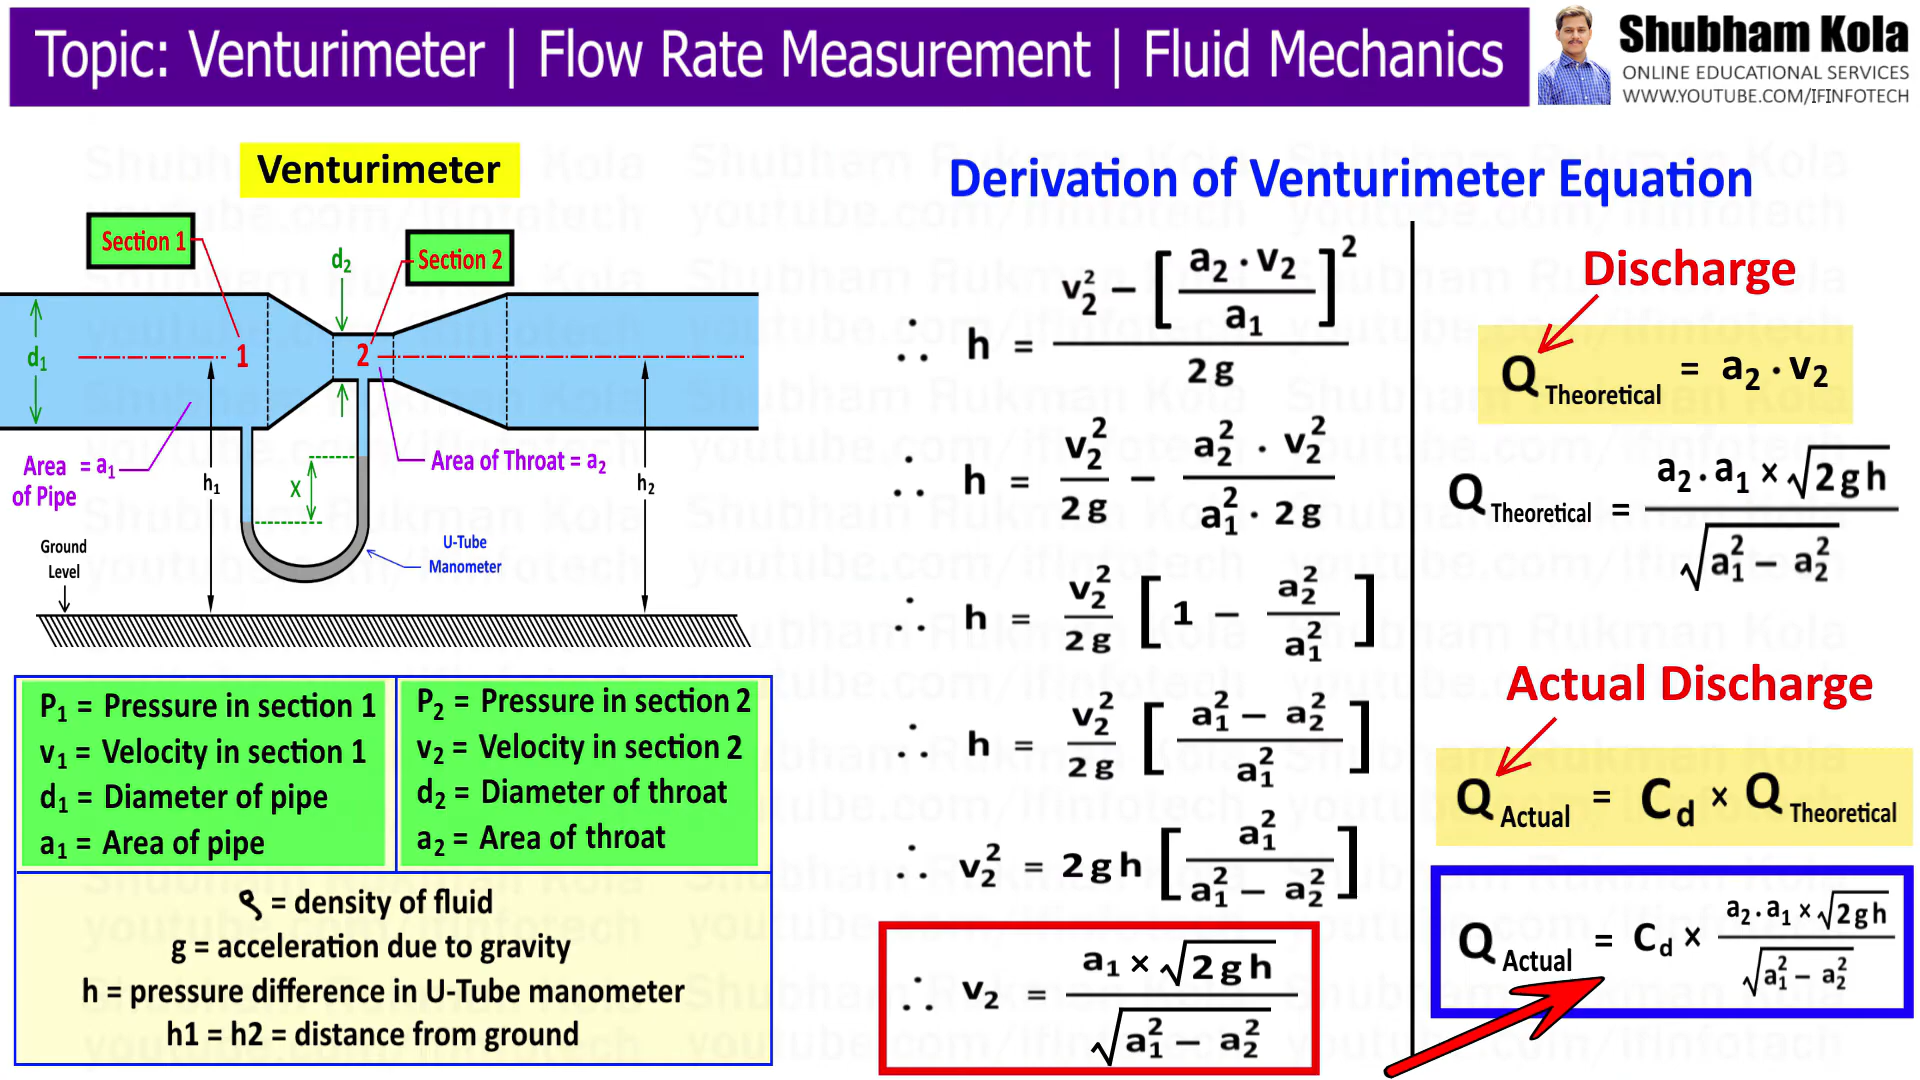 Topic: Venturimeter | Flow Rate Measurement | Fluid Mechanics
Shubham Kola
ONLINE EDUCATIONAL SERVICES
WWW.YOUTUBE.COM/IFINFOTECH
Venturimeter
Section 1
Section 2
d₂
d₁
1
2
Area of Pipe = a₁
Area of Throat = a₂
h₁
X
h₂
Ground
Level
U-Tube
Manometer
P₁ = Pressure in section 1
v₁ = Velocity in section 1
d₁ = Diameter of pipe
a₁ = Area of pipe
P₂ = Pressure in section 2
v₂ = Velocity in section 2
d₂ = Diameter of throat
a₂ = Area of throat
ρ = density of fluid
g = acceleration due to gravity
h = pressure difference in U-Tube manometer
h1 = h2 = distance from ground
Derivation of Venturimeter Equation
∴ h = (v₂² − [(a₂ · v₂) / a₁]²) / 2g
∴ h = v₂² / 2g − (a₂² · v₂²) / (a₁² · 2g)
∴ h = v₂² / 2g [1 − a₂² / a₁²]
∴ h = v₂² / 2g [(a₁² − a₂²) / a₁²]
∴ v₂² = 2gh [a₁² / (a₁² − a₂²)]
∴ v₂ = (a₁ × √2gh) / √(a₁² − a₂²)
Discharge
Q Theoretical = a₂ · v₂
Q Theoretical = (a₂ . a₁ × √2gh) / √(a₁² − a₂²)
Actual Discharge
Q Actual = Cd × Q Theoretical
Q Actual = Cd × (a₂ . a₁ × √2gh) / √(a₁² − a₂²)
Shubham Rukman Kola
youtube.com/ifinfotech